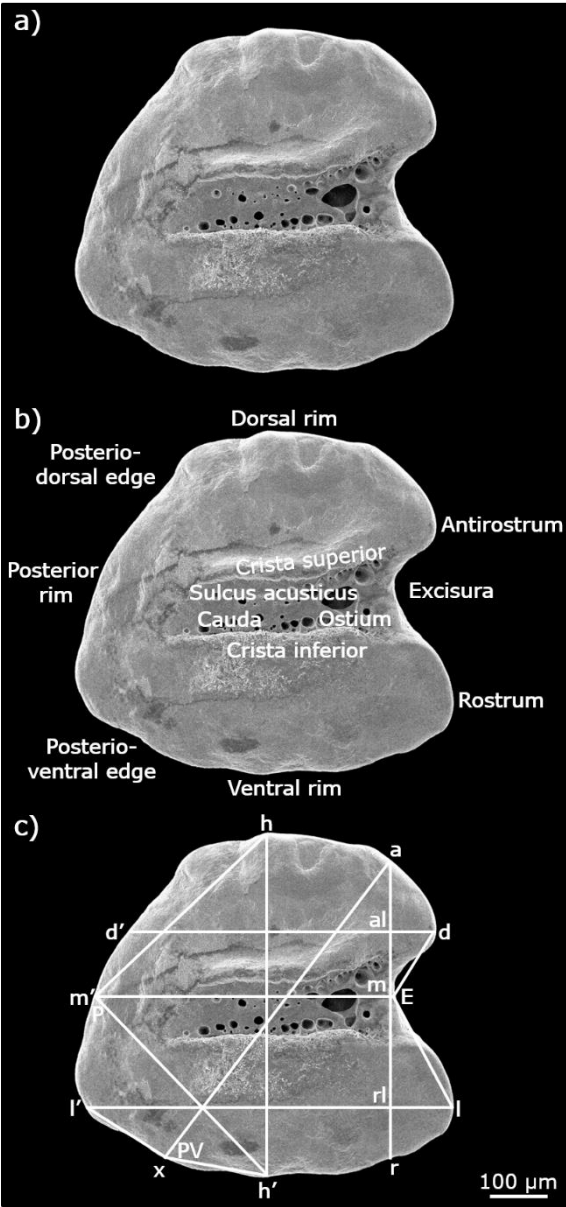 a)
b)
Dorsal rim
Posterio-
dorsal edge
Antirostrum
Posterior
rim
Crista superior
Sulcus acusticus
Excisura
Cauda
Ostium
Crista inferior
Rostrum
Posterio-
ventral edge
Ventral rim
c)
h
a
d'
al
d
m'
m
P
E
l'
rl
l
PV
x
h'
r
100 µm